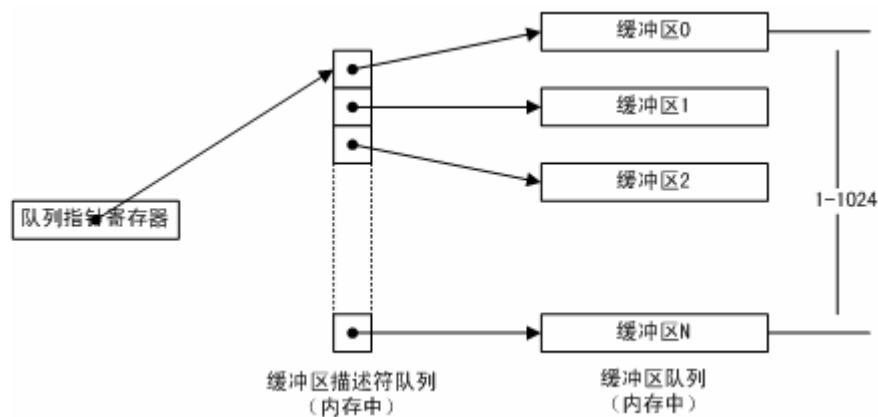 缓冲区0
缓冲区1
缓冲区2
1-1024
队列指针寄存器
缓冲区N
缓冲区描述符队列
（内存中）
缓冲区队列
（内存中）